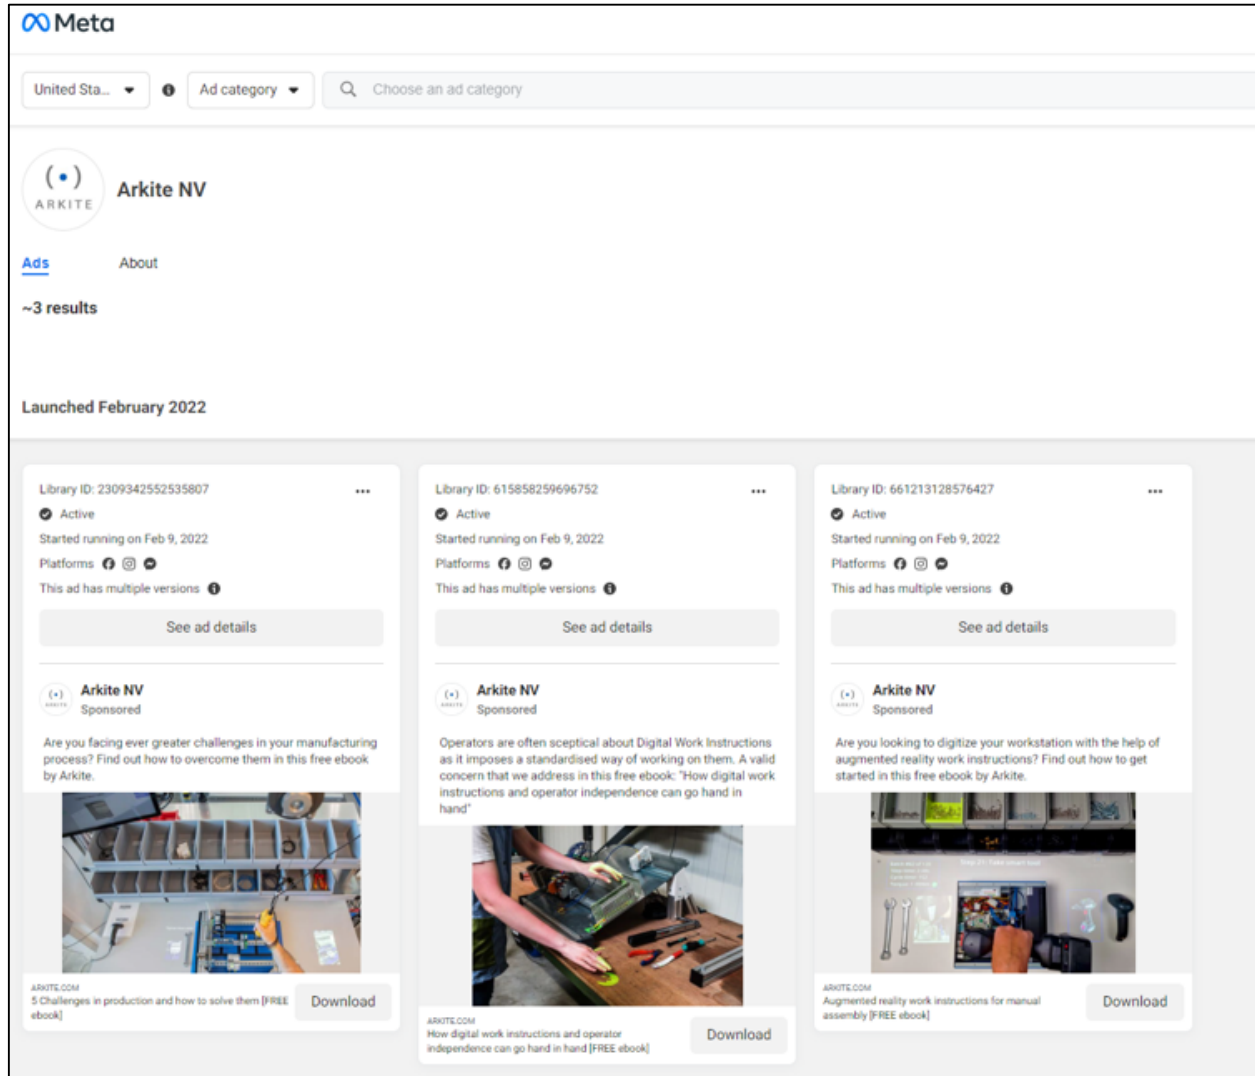 Meta
United Sta...
Ad category
Choose an ad category
ARKITE
Arkite NV
Ads
About
~3 results
Launched February 2022
Library ID: 2309342552535807
Active
Started running on Feb 9, 2022
Platforms
This ad has multiple versions
See ad details
Arkite NV
Sponsored
Are you facing ever greater challenges in your manufacturing
process? Find out how to overcome them in this free ebook
by Arkite.
ARKITE.COM
5 Challenges in production and how to solve them [FREE
ebook]
Download
Library ID: 615858259696752
Active
Started running on Feb 9, 2022
Platforms
This ad has multiple versions
See ad details
Arkite NV
Sponsored
Operators are often sceptical about Digital Work Instructions
as it imposes a standardised way of working on them. A valid
concern that we address in this free ebook: "How digital work
instructions and operator independence can go hand in
hand"
ARKITE.COM
How digital work instructions and operator
independence can go hand in hand [FREE ebook]
Download
Library ID: 661213128576427
Active
Started running on Feb 9, 2022
Platforms
This ad has multiple versions
See ad details
Arkite NV
Sponsored
Are you looking to digitize your workstation with the help of
augmented reality work instructions? Find out how to get
started in this free ebook by Arkite.
Step 21: Take smart tool
ARKITE.COM
Augmented reality work instructions for manual
assembly [FREE ebook]
Download